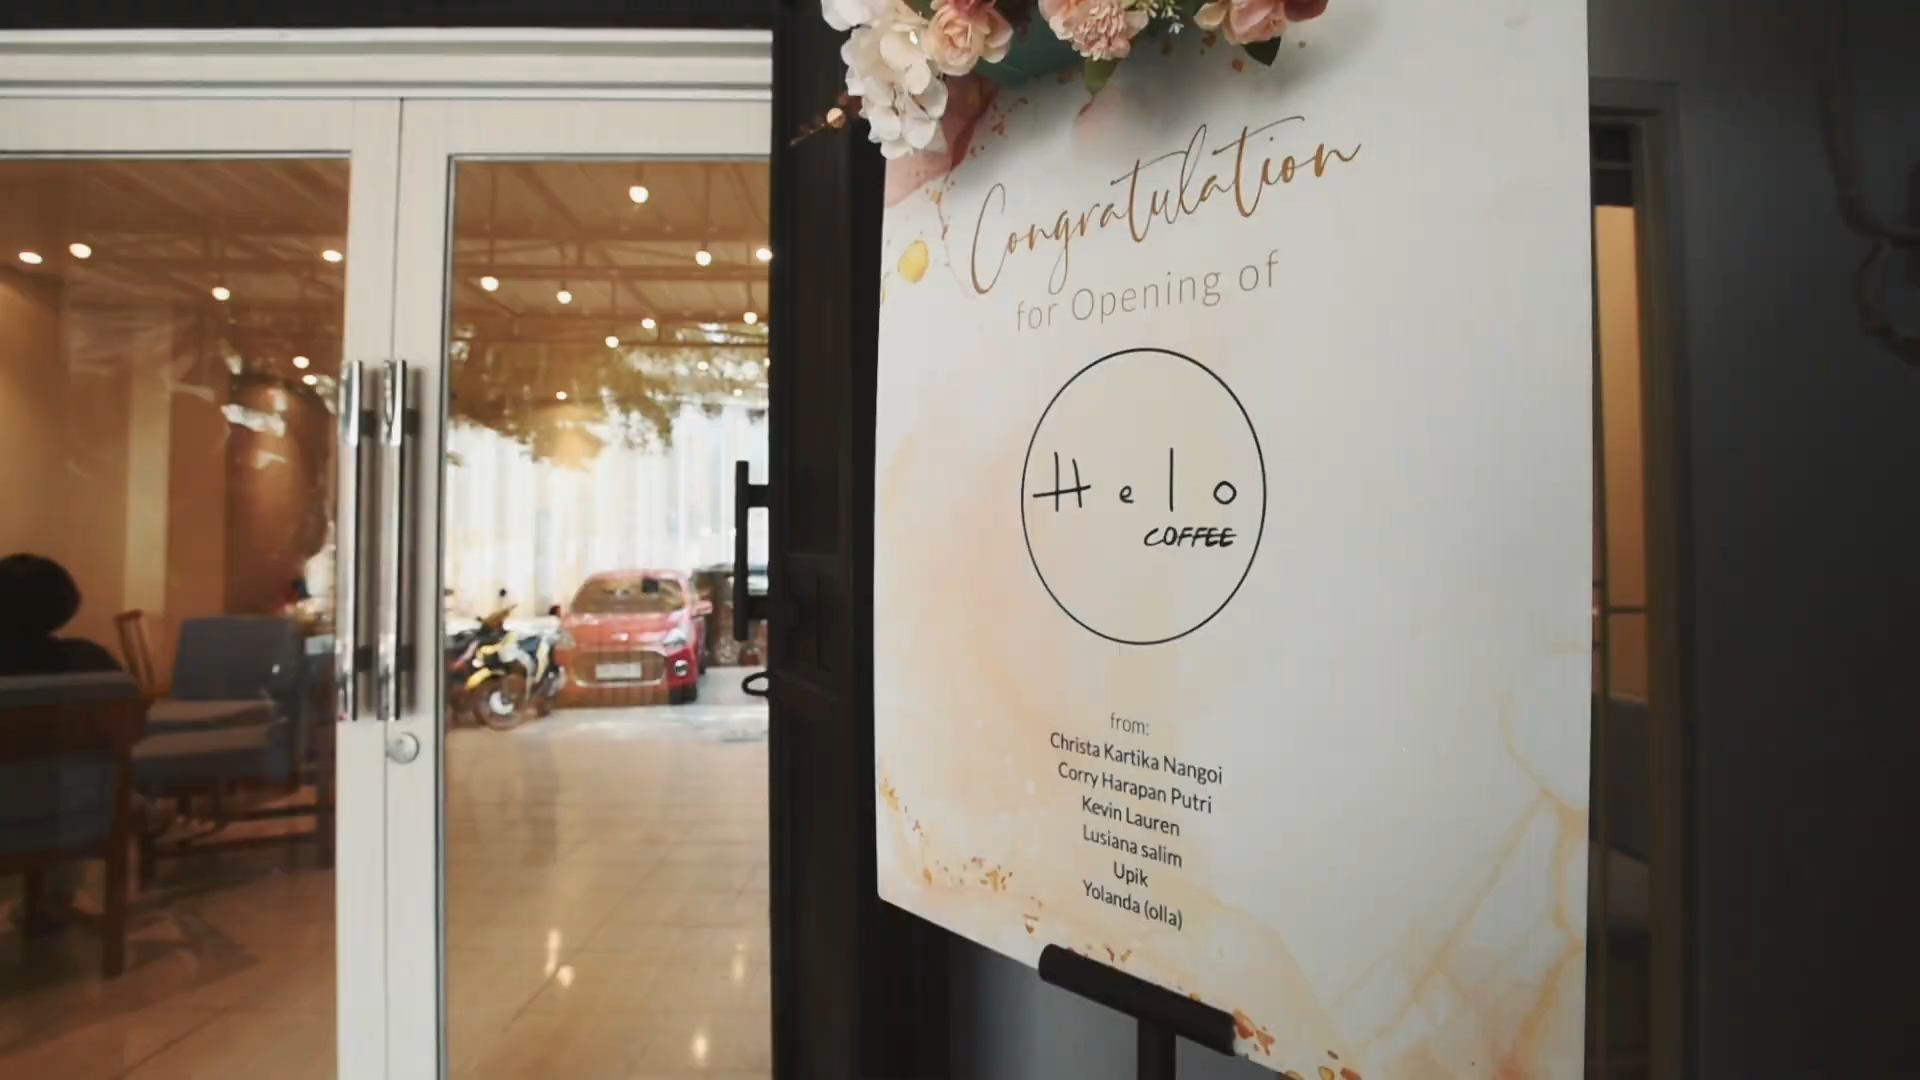 Congratulation
for Opening of
Helo
COFFEE
from:
Christa Kartika Nangoi
Corry Harapan Putri
Kevin Lauren
Lusiana salim
Upik
Yolanda (olla)